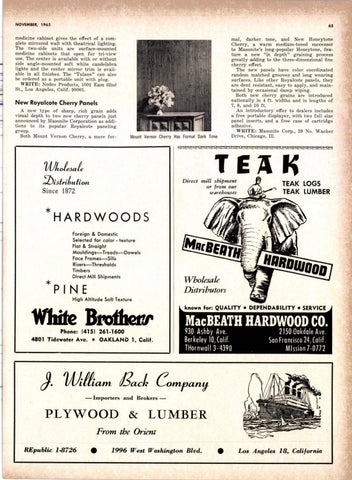 NOVEMBER, 1965
65
medicine cabinet gives the effect of a com-
plete mirrored wall with theatrical lighting.
The two-side units are surface-mounted
medicine cabinets that open for tri-view
use. The center is available with or without
side angle-mounted soft white candelabra
lights and the center mirror trim is available
in all finishes. The "Tulane" can also
be ordered as a portable unit with plug.
WRITE: Nodco Products, 1001 East 62nd
St., Los Angeles, Calif. 90001.
New Royalcote Cherry Panels
A new type of sharp, rich grain adds
visual depth to two new cherry panels just
announced by Masonite Corporation as addi-
tions to its popular Royalcote paneling
group.
Both Mount Vernon Cherry, a more for-
Mount Vernon Cherry Has Formal Dark Tone
mal, darker tone, and New Honeytone
Cherry, a warm medium-toned successor
to Masonite's long-popular Honeytone, fea-
ture a new "in depth" graining process
greatly adding to the three-dimensional fine
cherry effect.
The new panels have color coordinated
random matched grooves and long wearing
surfaces. Like other Royalcote panels, they
are dent resistant, easy to apply, and main-
tained by occasional damp wiping.
Both new cherry grains are introduced
nationally in 4 ft. widths and in lengths of
7, 8, and 10 ft.
An introductory offer to dealers includes
a free portable displayer, with two full size
panel inserts, and a free case of cartridge
adhesive.
WRITE: Masonite Corp., 29 No. Wacker
Drive, Chicago, Ill.
Wholesale
Distribution
Since 1872
*HARDWOODS
Foreign & Domestic
Selected for color - texture
Flat & Straight
Mouldings—Treads—Dowels
Face Frames—Sills
Risers—Thresholds
Timbers
Direct Mill Shipments
*PINE
High Altitude Soft Texture
White Brothers
Phone: (415) 261-1600
4801 Tidewater Ave. • OAKLAND 1, Calif.
TEAK
Direct mill shipment
or from our
warehouses
TEAK LOGS
TEAK LUMBER
MacBEATH HARDWOOD
Wholesale
Distributors
known for: QUALITY • DEPENDABILITY • SERVICE
MacBEATH HARDWOOD CO.
930 Ashby Ave.
Berkeley 10, Calif.
THornwall 3-4390
2150 Oakdale Ave.
San Francisco 24, Calif.
MIssion 7-0772
J. William Back Company
—Importers and Brokers—
PLYWOOD & LUMBER
From the Orient
REpublic 1-8726 • 1996 West Washington Blvd. • Los Angeles 18, California